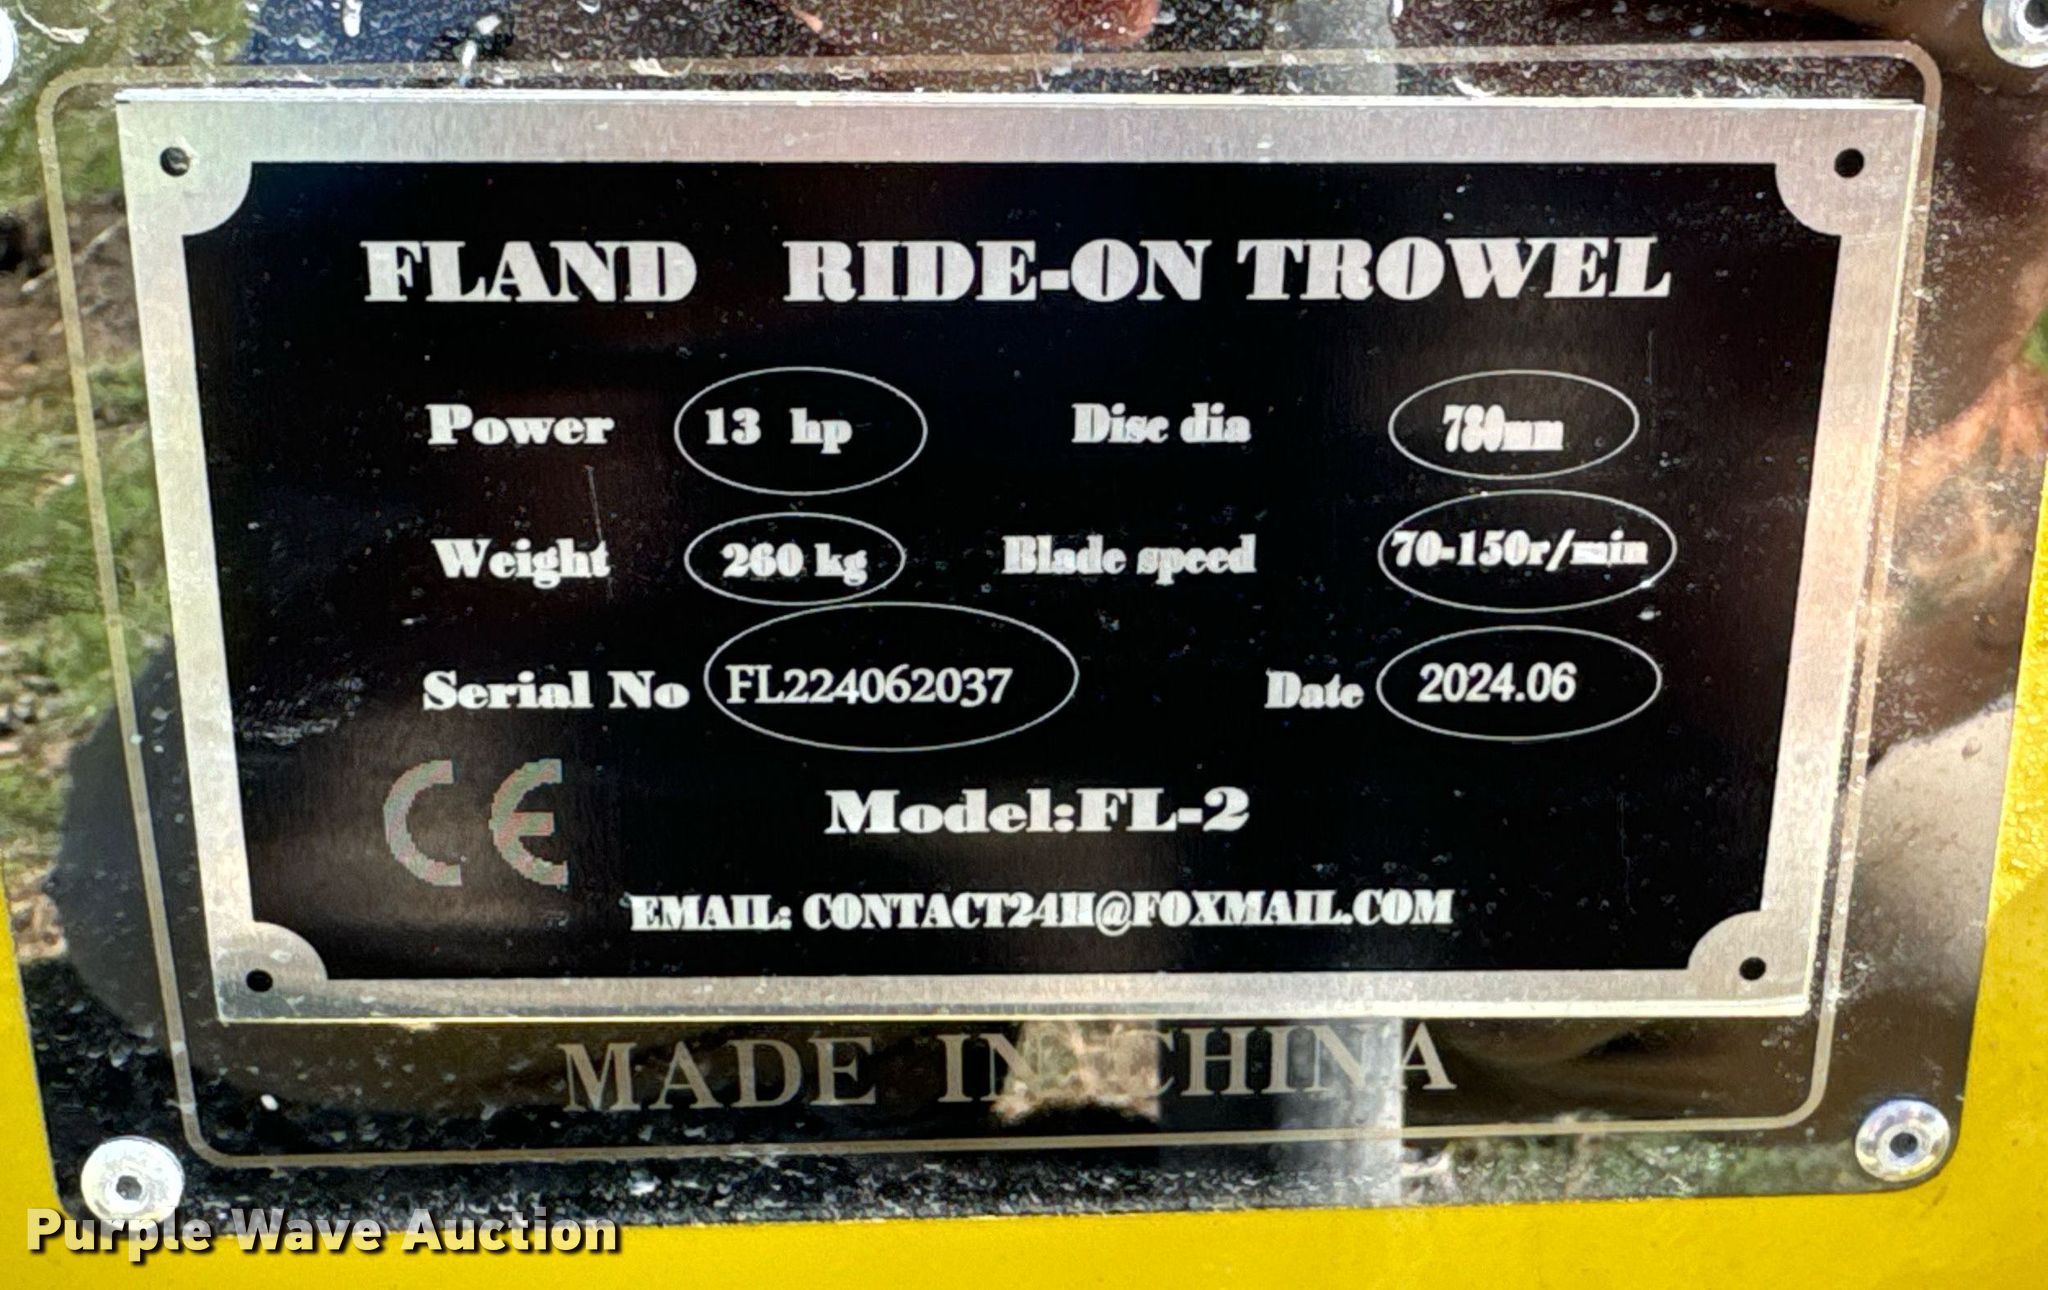 FLAND RIDE-ON TROWEL
Power 13 hp Disc dia 780mm
Weight 260 kg Blade speed 70-150r/min
Serial No FL224062037 Date 2024.06
CE
Model:FL-2
EMAIL: CONTACT24H@FOXMAIL.COM
MADE IN CHINA
Purple Wave Auction